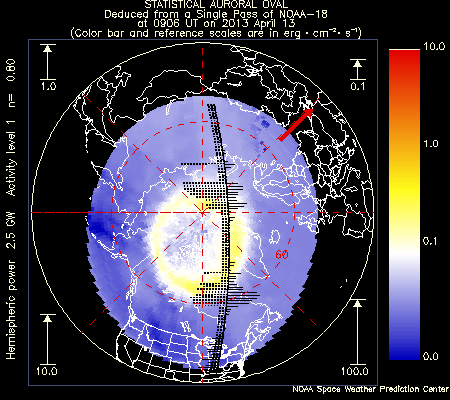 STATISTICAL AURORAL OVAL
Deduced from a Single Pass of NOAA-18
at 0906 UT on 2013 April 13
(Color bar and reference scales are in erg · cm⁻² · s⁻¹)
Hemispheric power 2.5 GW Activity level 1 n= 0.80
1.0
0.1
10.0
100.0
60
10.0
1.0
0.1
0.0
NOAA Space Weather Prediction Center